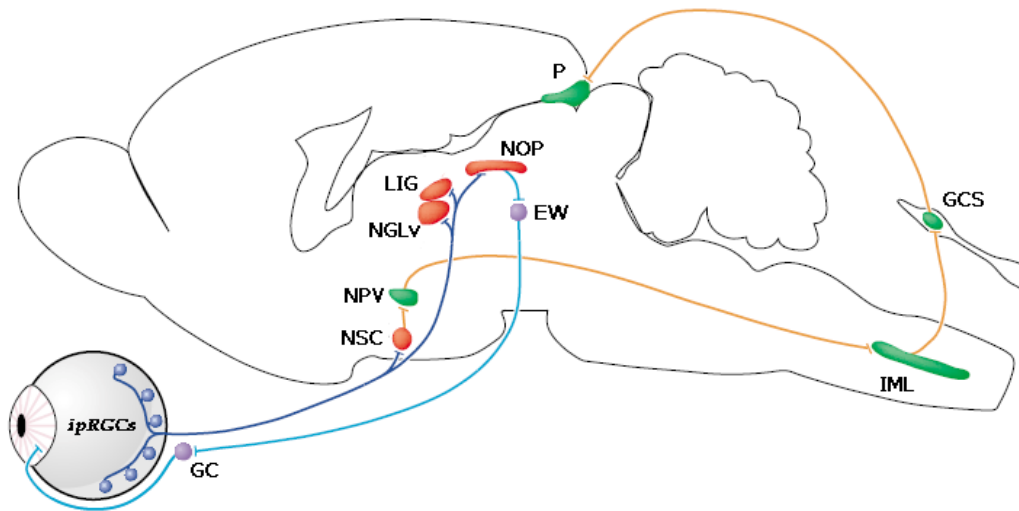 P
NOP
LIG
EW
GCS
NGLv
NPV
NSC
IML
ipRGCs
GC